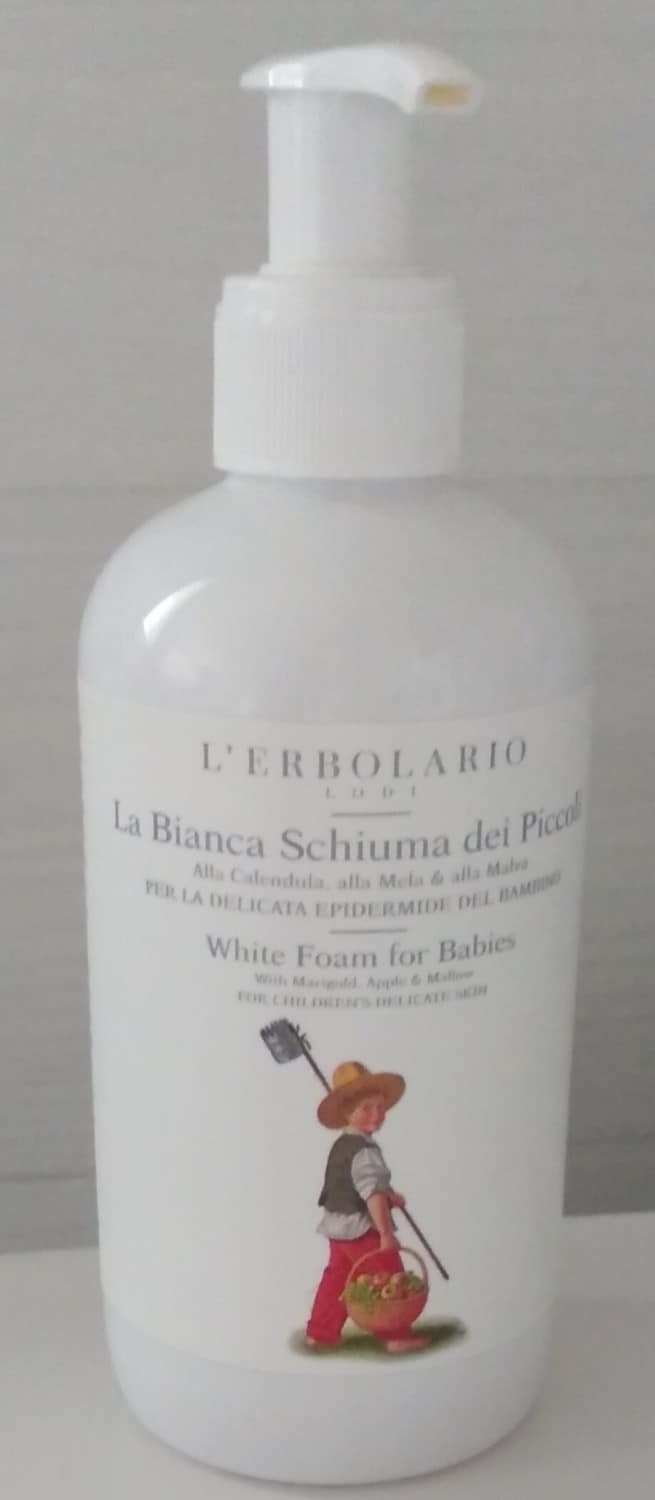 L'ERBOLARIO
LODI
La Bianca Schiuma dei Piccoli
Alla Calendula, alla Mela & alla Malva
PER LA DELICATA EPIDERMIDE DEL BAMBINO
White Foam for Babies
With Marigold, Apple & Mallow
FOR CHILDREN'S DELICATE SKIN